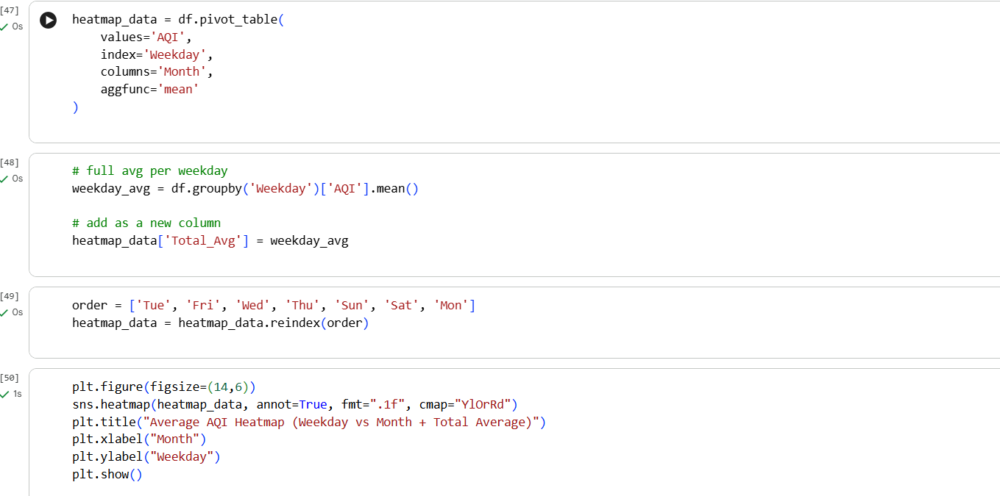 [47]
0s
heatmap_data = df.pivot_table(
    values='AQI',
    index='Weekday',
    columns='Month',
    aggfunc='mean'
)
[48]
0s
# full avg per weekday
weekday_avg = df.groupby('Weekday')['AQI'].mean()
# add as a new column
heatmap_data['Total_Avg'] = weekday_avg
[49]
0s
order = ['Tue', 'Fri', 'Wed', 'Thu', 'Sun', 'Sat', 'Mon']
heatmap_data = heatmap_data.reindex(order)
[50]
1s
plt.figure(figsize=(14,6))
sns.heatmap(heatmap_data, annot=True, fmt=".1f", cmap="YlOrRd")
plt.title("Average AQI Heatmap (Weekday vs Month + Total Average)")
plt.xlabel("Month")
plt.ylabel("Weekday")
plt.show()